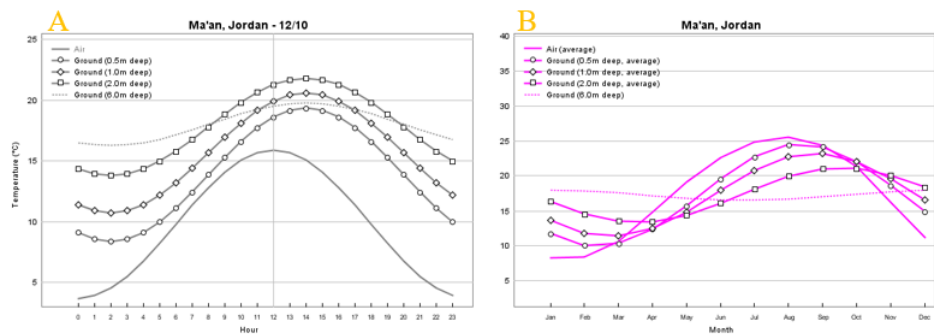 A
Ma'an, Jordan - 12/10
25
20
15
10
5
Temperature (°C)
Air
Ground (0.5m deep)
Ground (1.0m deep)
Ground (2.0m deep)
Ground (6.0m deep)
0 1 2 3 4 5 6 7 8 9 10 11 12 13 14 15 16 17 18 19 20 21 22 23
Hour
B
Ma'an, Jordan
40
35
30
25
20
15
10
5
Air (average)
Ground (0.5m deep, average)
Ground (1.0m deep, average)
Ground (2.0m deep, average)
Ground (6.0m deep)
Jan Feb Mar Apr May Jun Jul Aug Sep Oct Nov Dec
Month